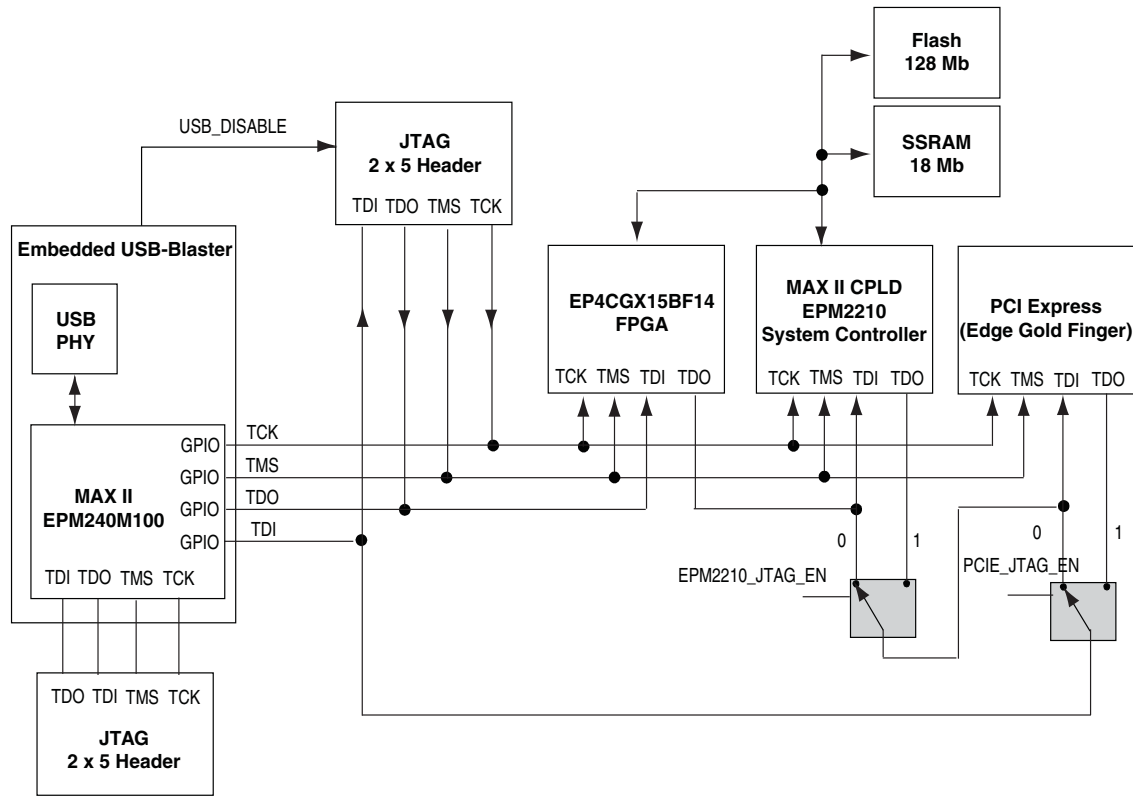 Flash
128 Mb
SSRAM
18 Mb
USB_DISABLE
JTAG
2 x 5 Header
TDI TDO TMS TCK
Embedded USB-Blaster
USB
PHY
EP4CGX15BF14
FPGA
TCK TMS TDI TDO
MAX II CPLD
EPM2210
System Controller
TCK TMS TDI TDO
PCI Express
(Edge Gold Finger)
TCK TMS TDI TDO
MAX II
EPM240M100
GPIO TCK
GPIO TMS
GPIO TDO
GPIO TDI
TDI TDO TMS TCK
0 1
EPM2210_JTAG_EN
0 1
PCIE_JTAG_EN
TDO TDI TMS TCK
JTAG
2 x 5 Header